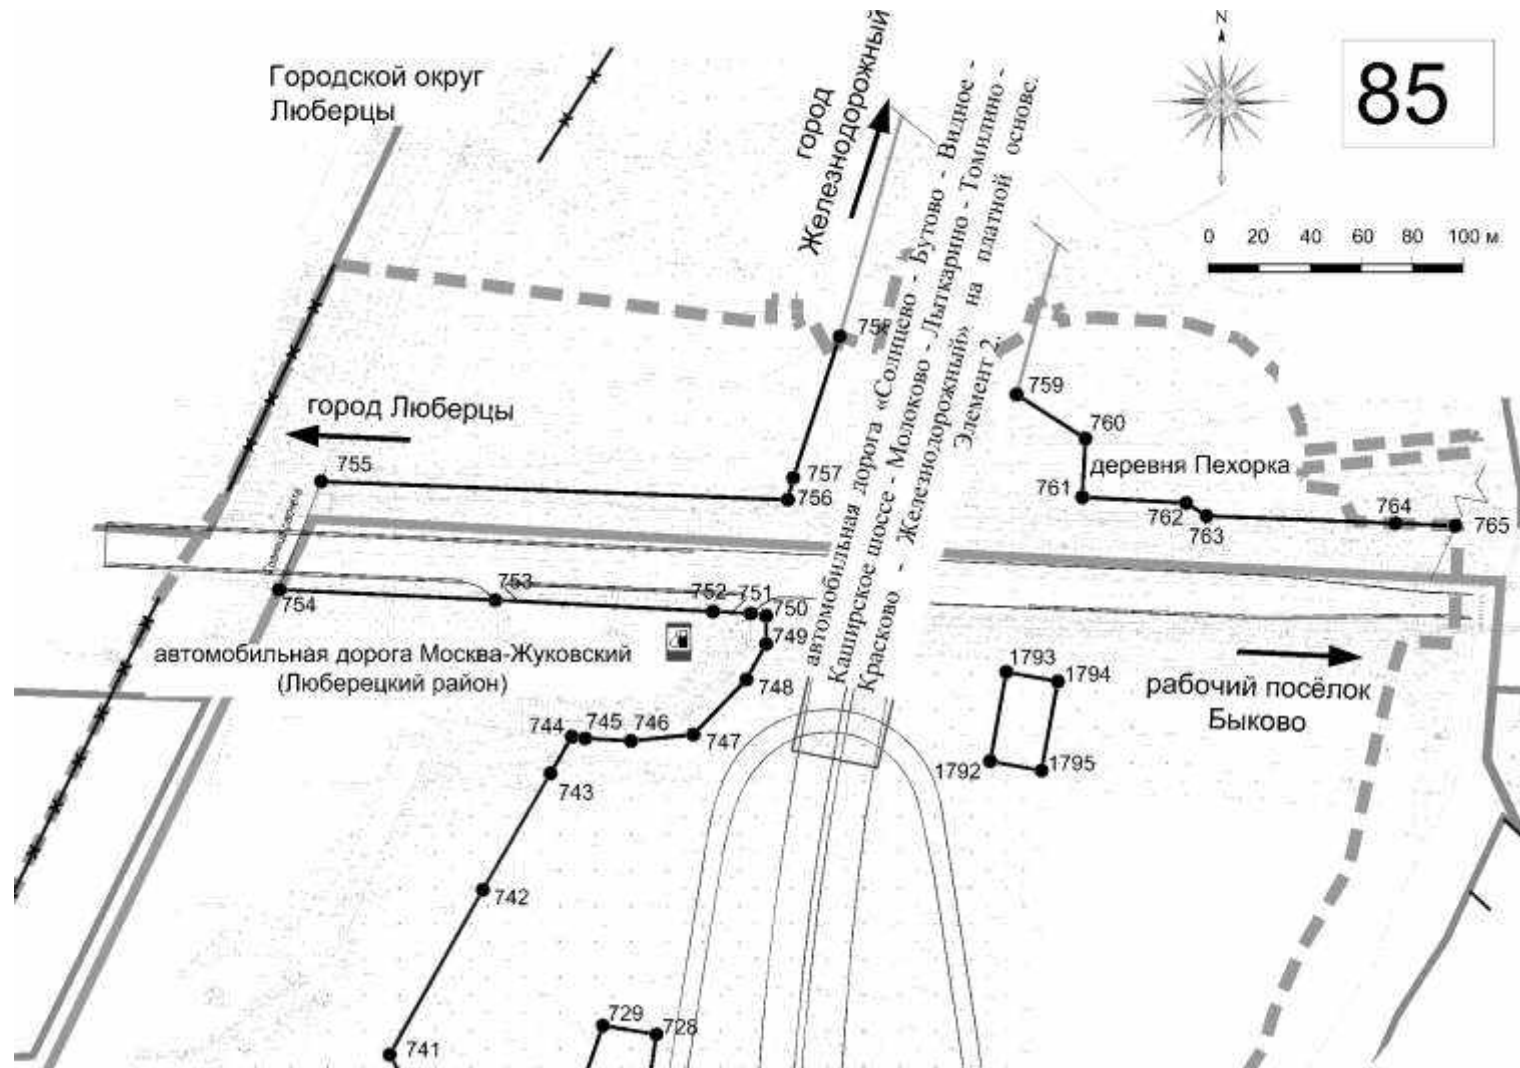 Городской округ
Люберцы
город
Железнодорожный
N
85
0 20 40 60 80 100 м
автомобильная дорога «Солнцево - Бутово - Видное -
Каширское шоссе - Молоково - Лыткарино - Томилино -
Красково - Железнодорожный» на платной основе.
Элемент 2.
город Люберцы
755
757
756
759
760
деревня Пехорка
761
762
763
764
765
754
753
752
751
750
749
748
автомобильная дорога Москва-Жуковский
(Люберецкий район)
744
745
746
747
743
742
741
729
728
1793
1794
1792
1795
рабочий посёлок
Быково